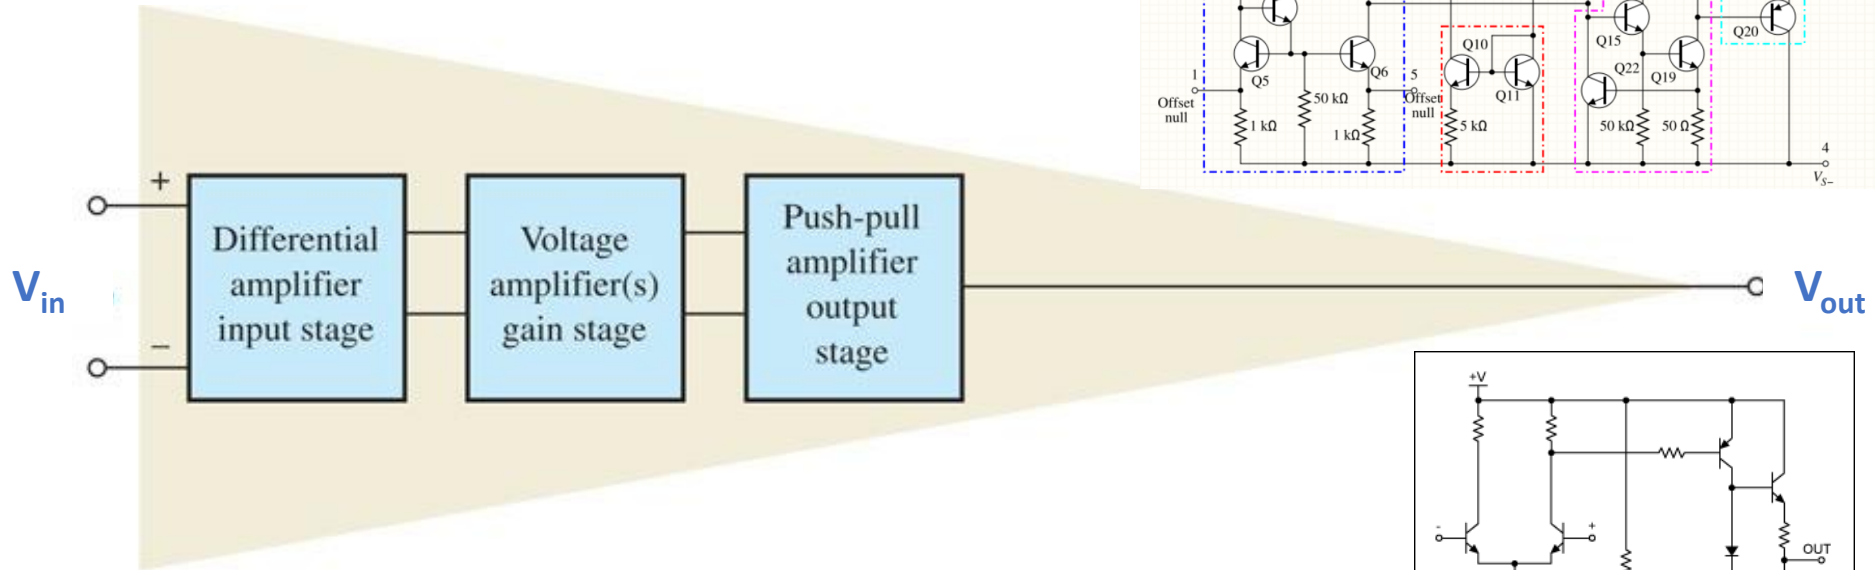 V_in
+
−
Differential
amplifier
input stage
Voltage
amplifier(s)
gain stage
Push-pull
amplifier
output
stage
V_out
1
Offset
null
Q5
1 kΩ
50 kΩ
1 kΩ
Q6
5
Offset
null
Q10
Q11
5 kΩ
Q15
Q22
Q19
50 kΩ
50 Ω
Q20
4
V_S−
+V
-
+
OUT